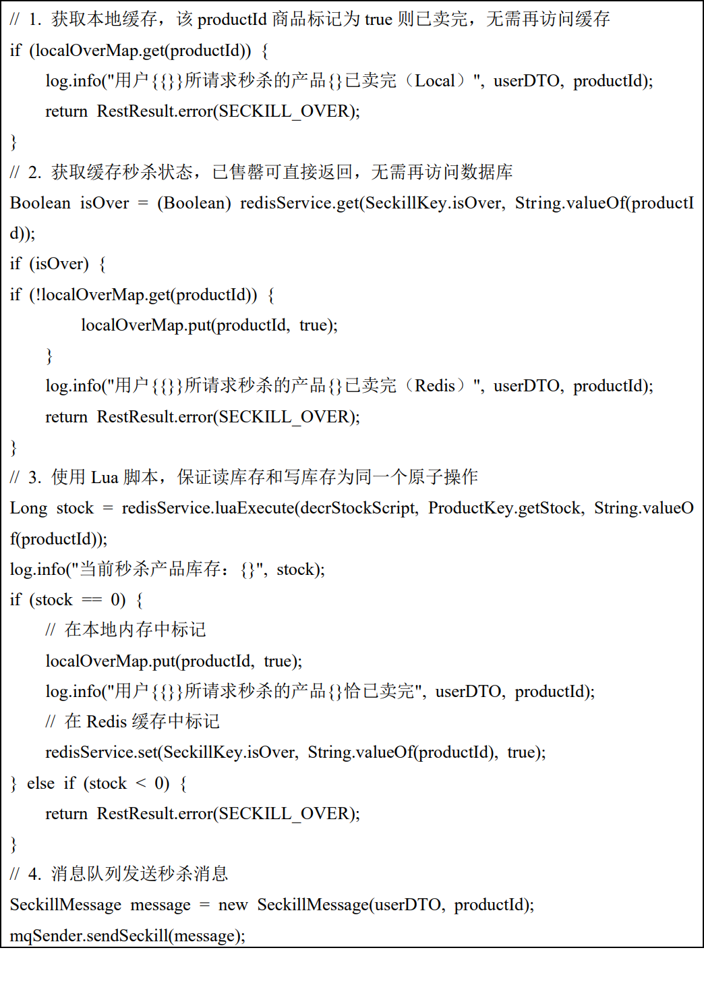 // 1. 获取本地缓存，该 productId 商品标记为 true 则已卖完，无需再访问缓存
if (localOverMap.get(productId)) {
    log.info("用户{{}}所请求秒杀的产品{}已卖完（Local）", userDTO, productId);
    return RestResult.error(SECKILL_OVER);
}
// 2. 获取缓存秒杀状态，已售罄可直接返回，无需再访问数据库
Boolean isOver = (Boolean) redisService.get(SeckillKey.isOver, String.valueOf(productI
d));
if (isOver) {
if (!localOverMap.get(productId)) {
        localOverMap.put(productId, true);
    }
    log.info("用户{{}}所请求秒杀的产品{}已卖完（Redis）", userDTO, productId);
    return RestResult.error(SECKILL_OVER);
}
// 3. 使用 Lua 脚本，保证读库存和写库存为同一个原子操作
Long stock = redisService.luaExecute(decrStockScript, ProductKey.getStock, String.valueO
f(productId));
log.info("当前秒杀产品库存：{}", stock);
if (stock == 0) {
    // 在本地内存中标记
    localOverMap.put(productId, true);
    log.info("用户{{}}所请求秒杀的产品{}恰已卖完", userDTO, productId);
    // 在 Redis 缓存中标记
    redisService.set(SeckillKey.isOver, String.valueOf(productId), true);
} else if (stock < 0) {
    return RestResult.error(SECKILL_OVER);
}
// 4. 消息队列发送秒杀消息
SeckillMessage message = new SeckillMessage(userDTO, productId);
mqSender.sendSeckill(message);